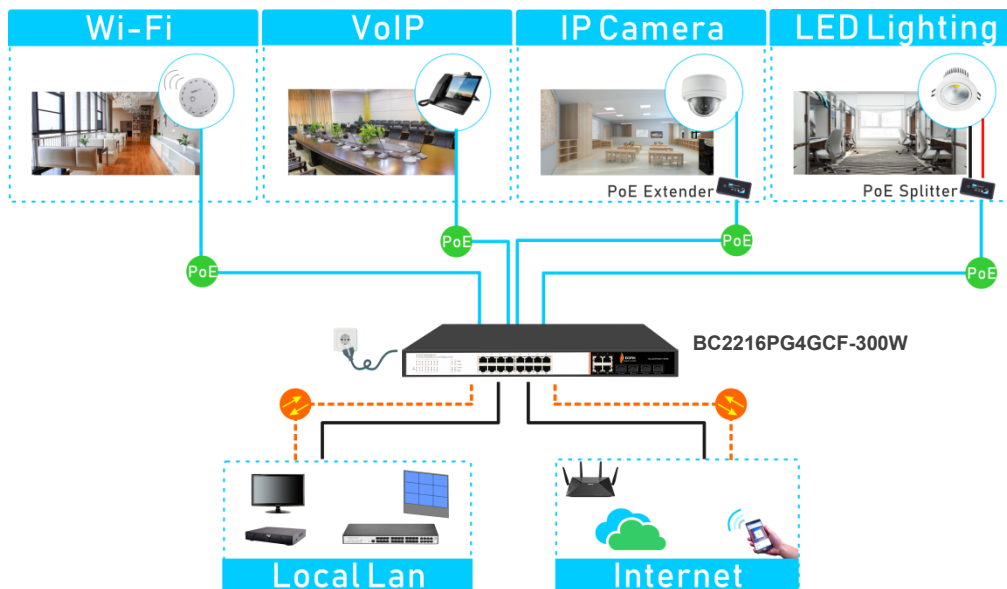 Wi-Fi
VoIP
IP Camera
LED Lighting
PoE Extender
PoE Splitter
PoE
PoE
PoE
PoE
BC2216PG4GCF-300W
Local Lan
Internet